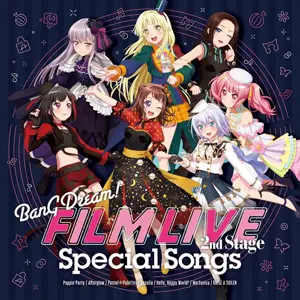 BanG Dream!
FILM LIVE
2nd Stage
Special Songs
Poppin'Party / Afterglow / Pastel*Palettes / Roselia / Hello, Happy World! / Morfonica / RAISE A SUILEN